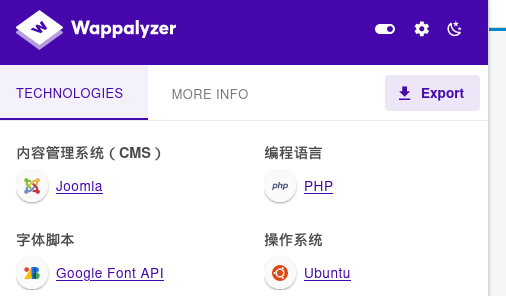 Wappalyzer
TECHNOLOGIES
MORE INFO
Export
内容管理系统（CMS）
编程语言
Joomla
php
PHP
字体脚本
操作系统
Google Font API
Ubuntu